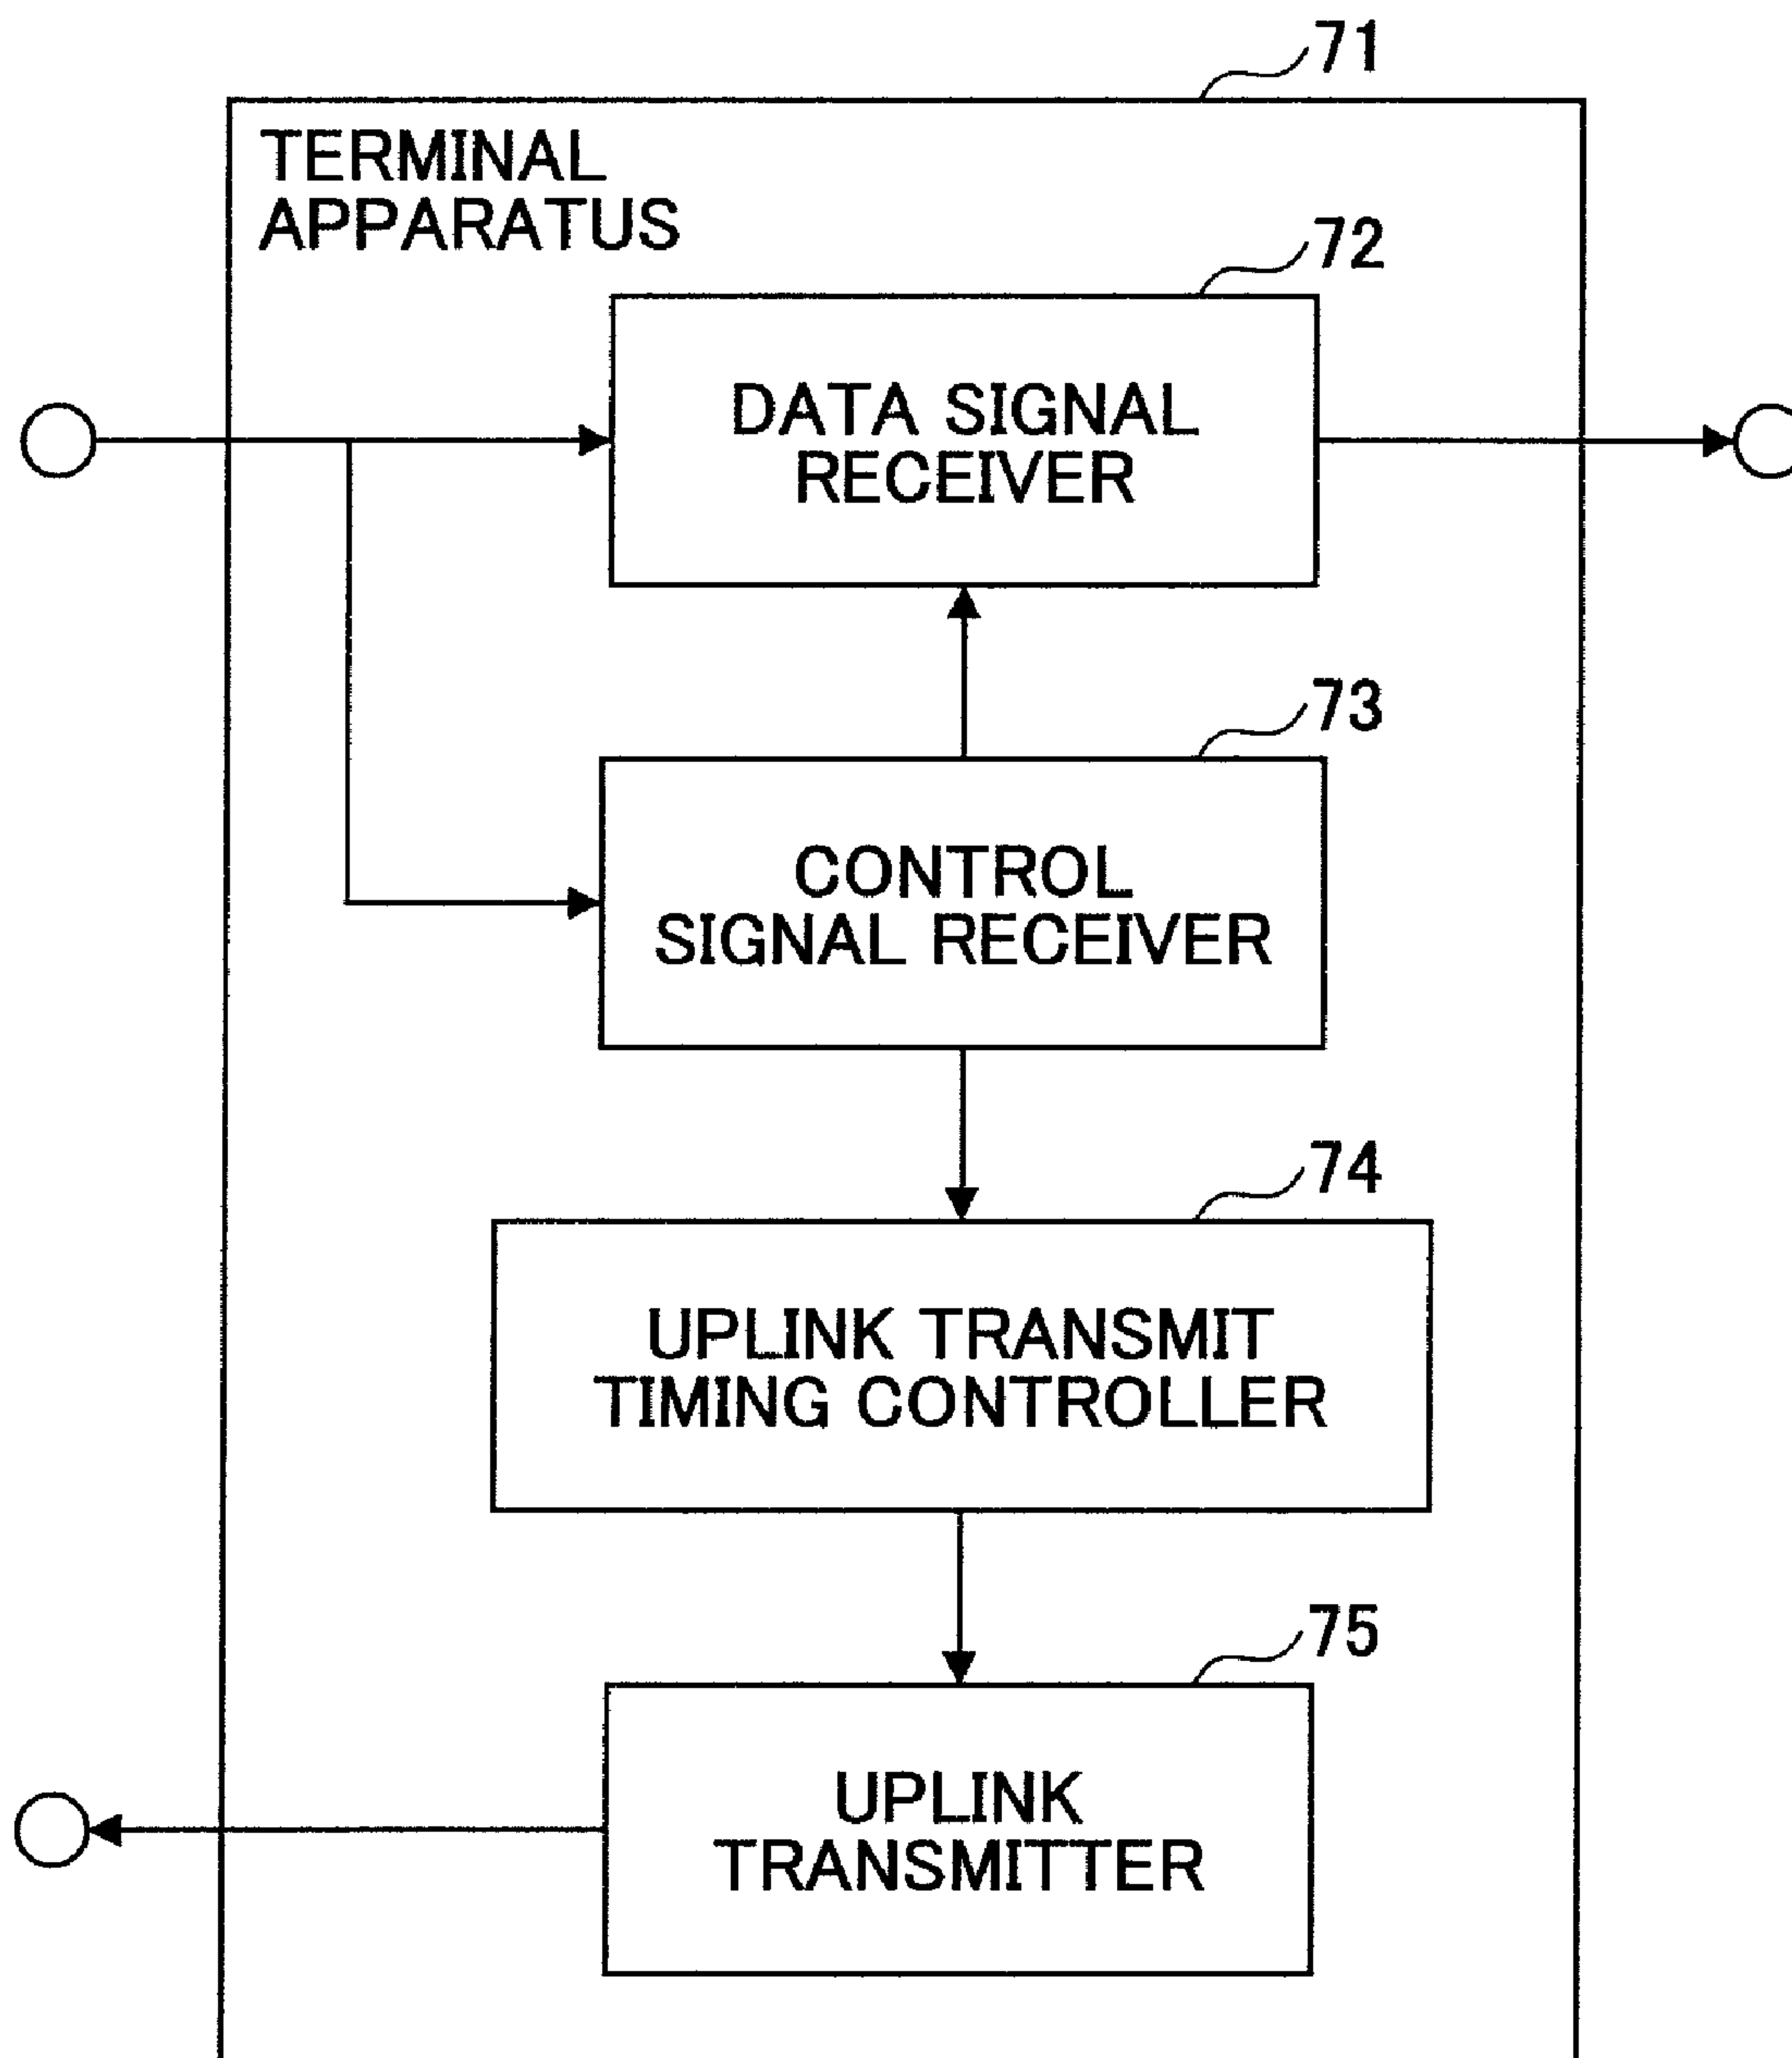 71
TERMINAL
APPARATUS
72
DATA SIGNAL
RECEIVER
73
CONTROL
SIGNAL RECEIVER
74
UPLINK TRANSMIT
TIMING CONTROLLER
75
UPLINK
TRANSMITTER